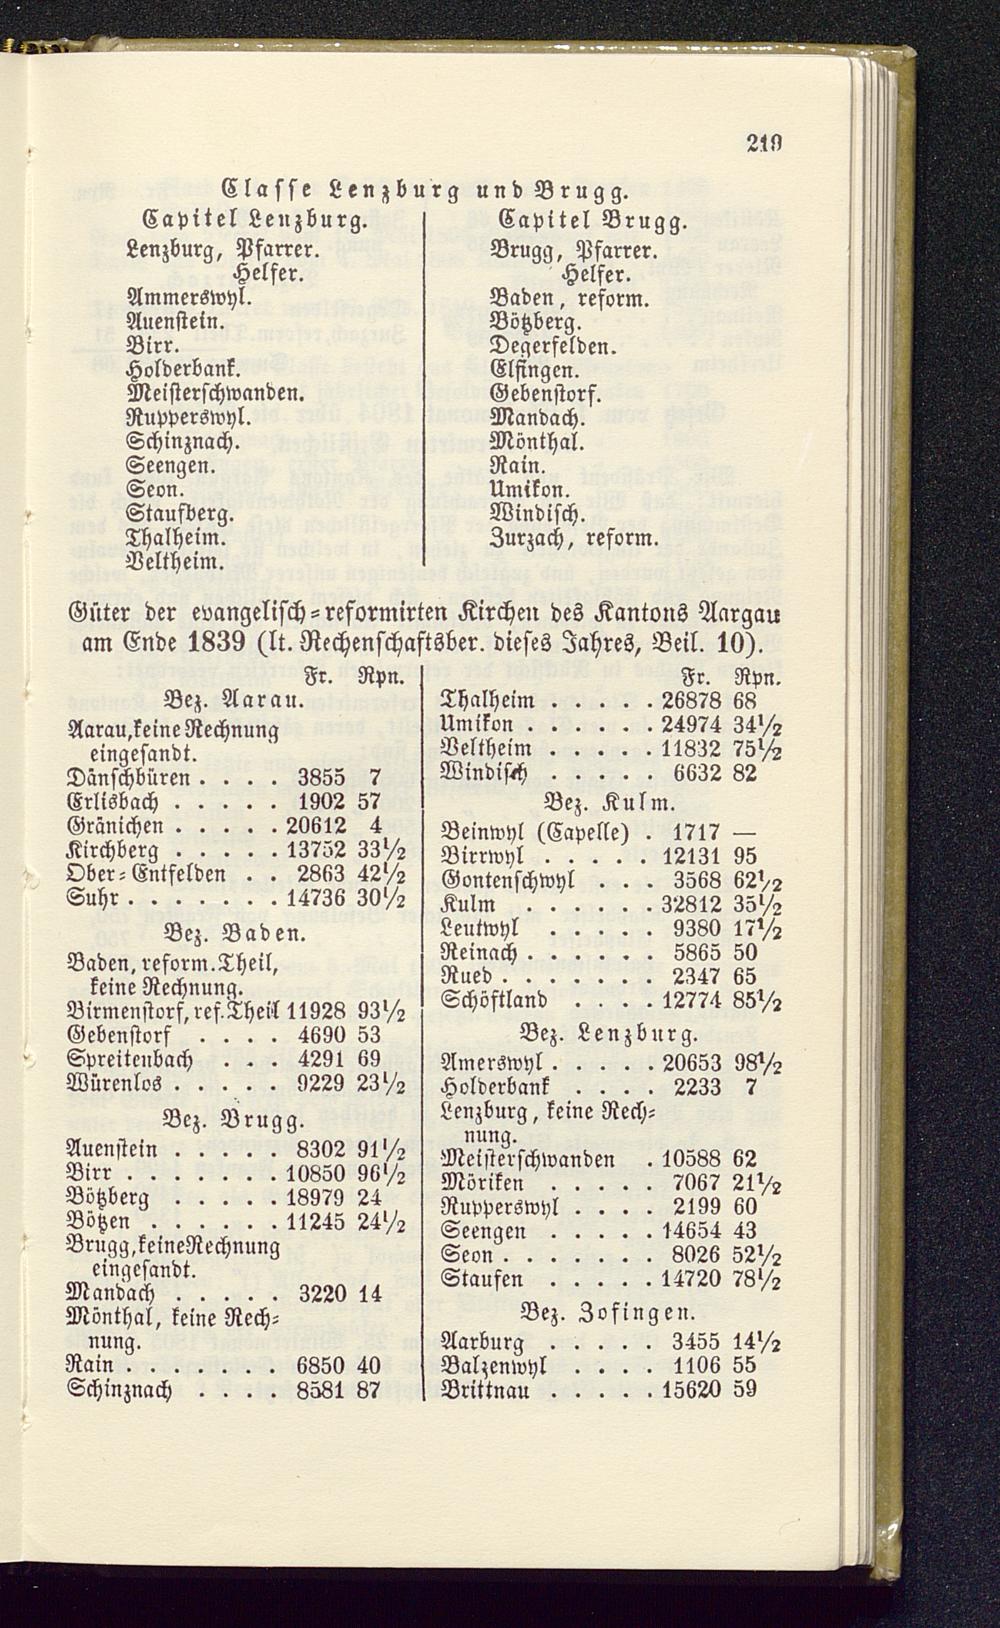 219
Classe Lenzburg und Brugg.
Capitel Lenzburg.
Lenzburg, Pfarrer.
Helfer.
Ammerswyl.
Auenstein.
Birr.
Holderbank.
Meisterschwanden.
Rupperswyl.
Schinznach.
Seengen.
Seon.
Staufberg.
Thalheim.
Veltheim.
Capitel Brugg.
Brugg, Pfarrer.
Helfer.
Baden, reform.
Bötzberg.
Degerfelden.
Elfingen.
Gebenstorf.
Mandach.
Mönthal.
Rain.
Umikon.
Windisch.
Zurzach, reform.
Güter der evangelisch-reformirten Kirchen des Kantons Aargau
am Ende 1839 (lt. Rechenschaftsber. dieses Jahres, Beil. 10).
Fr. Rpn.
Bez. Aarau.
Aarau, keine Rechnung
eingesandt.
Dänschbüren . . . . 3855 7
Erlisbach . . . . . 1902 57
Gränichen . . . . . 20612 4
Kirchberg . . . . . 13752 33½
Ober-Entfelden . . 2863 42½
Suhr . . . . . . . 14736 30½
Bez. Baden.
Baden, reform. Theil,
keine Rechnung.
Birmenstorf, ref. Theil 11928 93½
Gebenstorf . . . . 4690 53
Spreitenbach . . . 4291 69
Würenlos . . . . . 9229 23½
Bez. Brugg.
Auenstein . . . . . 8302 91½
Birr . . . . . . . 10850 96½
Bötzberg . . . . . 18979 24
Bötzen . . . . . . 11245 24½
Brugg, keine Rechnung
eingesandt.
Mandach . . . . . 3220 14
Mönthal, keine Rech-
nung.
Rain . . . . . . . 6850 40
Schinznach . . . . 8581 87
Fr. Rpn.
Thalheim . . . . . 26878 68
Umikon . . . . . . 24974 34½
Veltheim . . . . . 11832 75½
Windisch . . . . . 6632 82
Bez. Kulm.
Beinwyl (Capelle) . 1717 —
Birrwyl . . . . . 12131 95
Gontenschwyl . . . 3568 62½
Kulm . . . . . . 32812 35½
Leutwyl . . . . . 9380 17½
Reinach . . . . . 5865 50
Rued . . . . . . . 2347 65
Schöftland . . . . 12774 85½
Bez. Lenzburg.
Amerswyl . . . . . 20653 98½
Holderbank . . . . 2233 7
Lenzburg, keine Rech-
nung.
Meisterschwanden . 10588 62
Möriken . . . . . 7067 21½
Rupperswyl . . . . 2199 60
Seengen . . . . . 14654 43
Seon . . . . . . . 8026 52½
Staufen . . . . . 14720 78½
Bez. Zofingen.
Aarburg . . . . . 3455 14½
Balzenwyl . . . . 1106 55
Brittnau . . . . . 15620 59